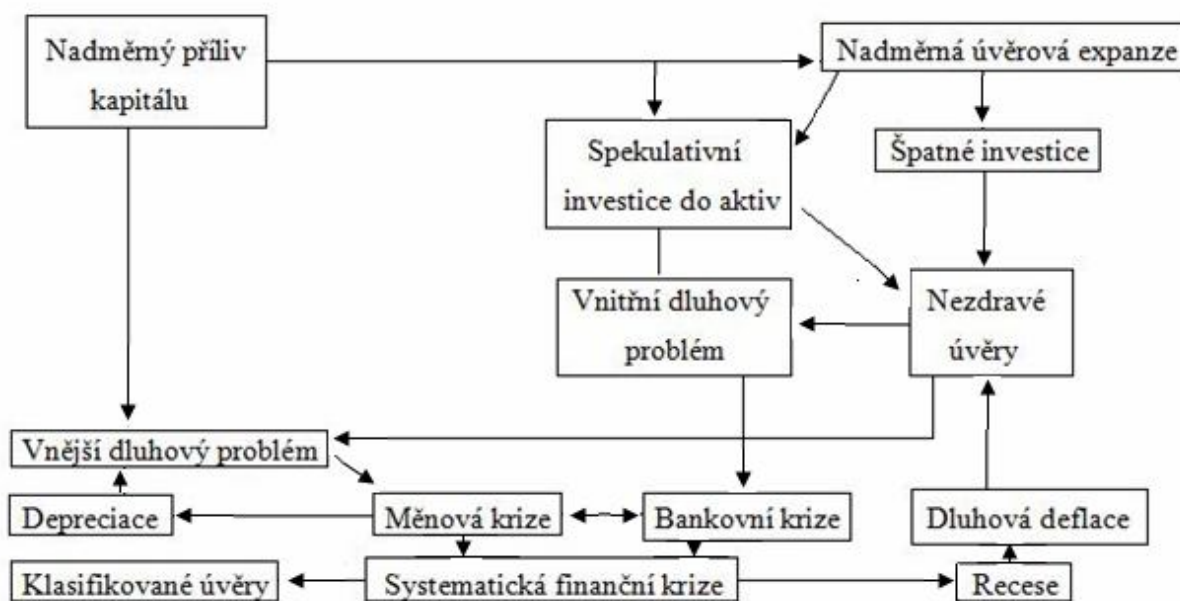 Nadměrný příliv
kapitálu
Nadměrná úvěrová expanze
Spekulativní
investice do aktiv
Špatné investice
Vnitřní dluhový
problém
Nezdravé
úvěry
Vnější dluhový problém
Depreciace
Měnová krize
Bankovní krize
Dluhová deflace
Klasifikované úvěry
Systematická finanční krize
Recese